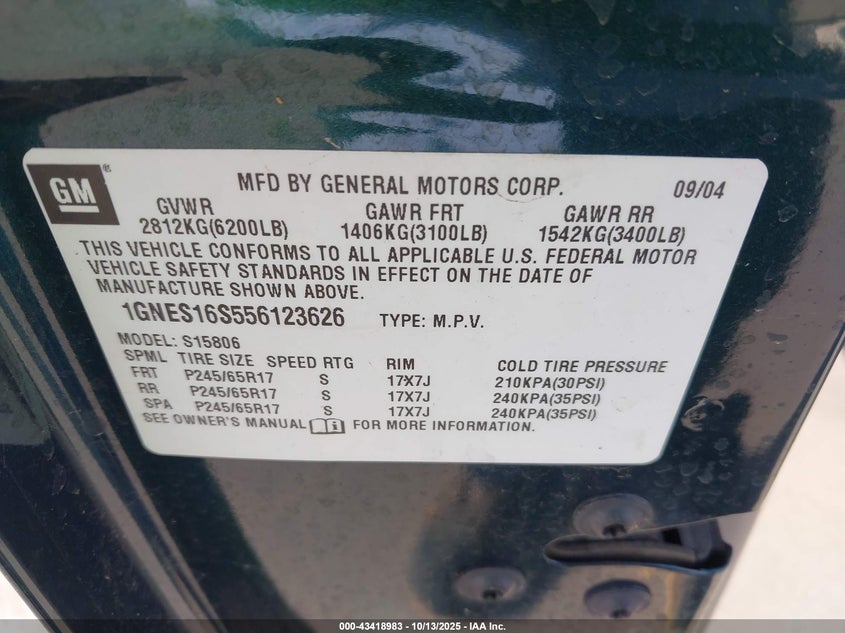 GM
MFD BY GENERAL MOTORS CORP. 09/04
GVWR GAWR FRT GAWR RR
2812KG(6200LB) 1406KG(3100LB) 1542KG(3400LB)
THIS VEHICLE CONFORMS TO ALL APPLICABLE U.S. FEDERAL MOTOR
VEHICLE SAFETY STANDARDS IN EFFECT ON THE DATE OF
MANUFACTURE SHOWN ABOVE.
1GNES16S556123626 TYPE: M.P.V.
MODEL: S15806
SPML TIRE SIZE SPEED RTG RIM COLD TIRE PRESSURE
FRT P245/65R17 S 17X7J 210KPA(30PSI)
RR P245/65R17 S 17X7J 240KPA(35PSI)
SPA P245/65R17 S 17X7J 240KPA(35PSI)
SEE OWNER'S MANUAL i FOR MORE INFORMATION.
000-43418983 - 10/13/2025 - IAA Inc.